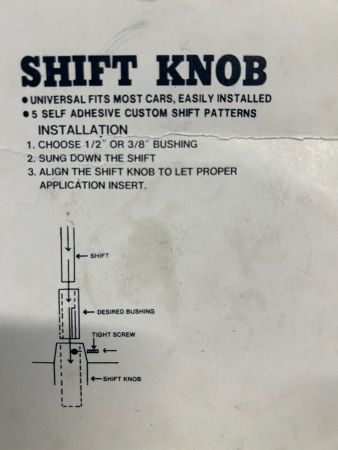 SHIFT KNOB
• UNIVERSAL FITS MOST CARS, EASILY INSTALLED
• 5 SELF ADHESIVE CUSTOM SHIFT PATTERNS
INSTALLATION
1. CHOOSE 1/2" OR 3/8" BUSHING
2. SUNG DOWN THE SHIFT
3. ALIGN THE SHIFT KNOB TO LET PROPER
APPLICATION INSERT.
SHIFT
DESIRED BUSHING
TIGHT SCREW
SHIFT KNOB